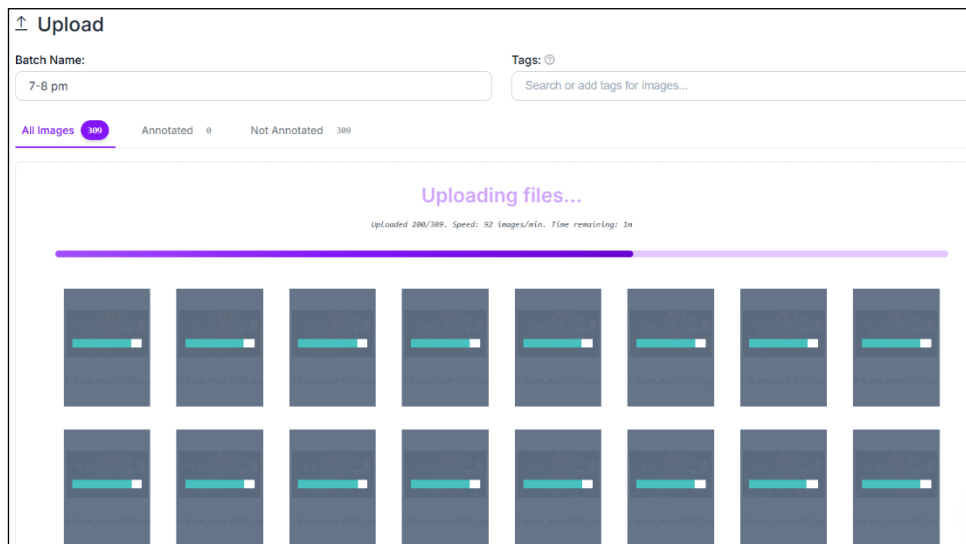 Upload
Batch Name:
Tags:
7-8 pm
Search or add tags for images...
All Images 309 Annotated 0 Not Annotated 309
Uploading files...
Uploaded 200/309. Speed: 92 images/min. Time remaining: 1m